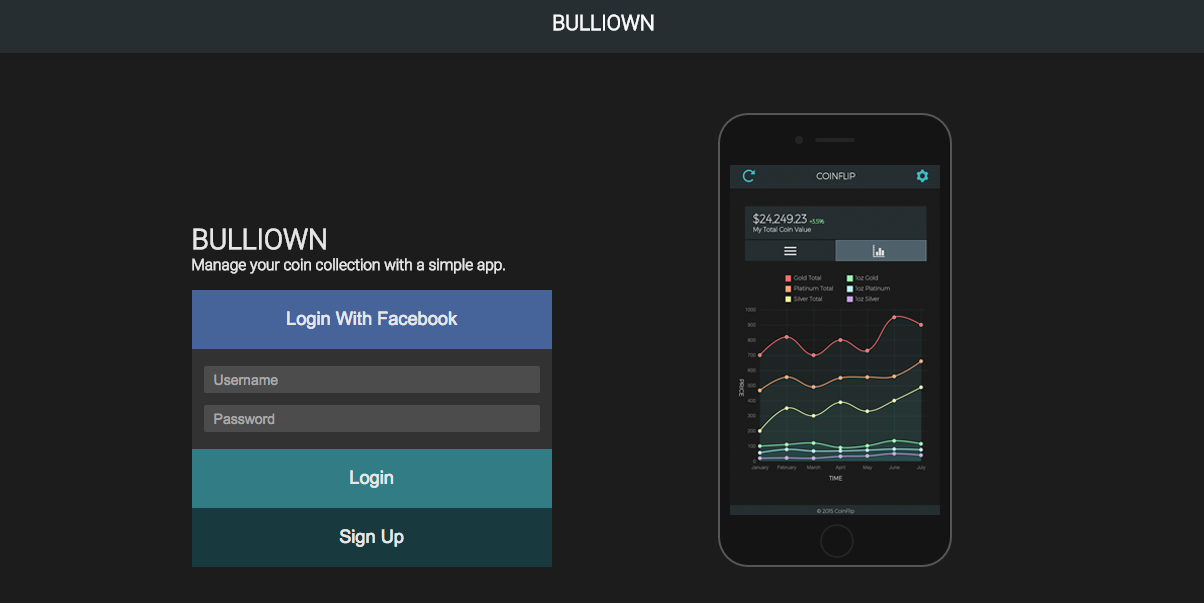 BULLIOWN
BULLIOWN
Manage your coin collection with a simple app.
Login With Facebook
Username
Password
Login
Sign Up
COINFLIP
$24,249.23 +3.5%
My Total Coin Value
Gold Total 1oz Gold
Platinum Total 1oz Platinum
Silver Total 1oz Silver
1000
900
800
700
600
500
400
300
200
100
0
PRICE
January February March April May June July
TIME
© 2015 CoinFlip